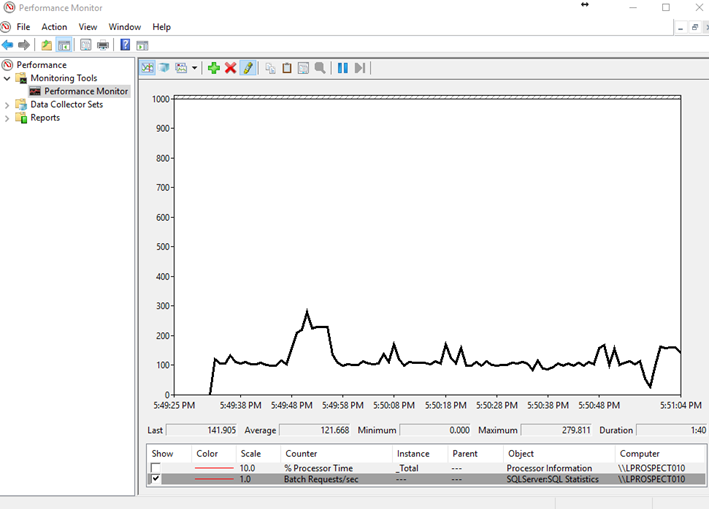 Performance Monitor
File Action View Window Help
Performance
Monitoring Tools
Performance Monitor
Data Collector Sets
Reports
1000
900
800
700
600
500
400
300
200
100
0
5:49:25 PM 5:49:38 PM 5:49:48 PM 5:49:58 PM 5:50:08 PM 5:50:18 PM 5:50:28 PM 5:50:38 PM 5:50:48 PM 5:51:04 PM
Last 141.905 Average 121.668 Minimum 0.000 Maximum 279.811 Duration 1:40
Show Color Scale Counter Instance Parent Object Computer
10.0 % Processor Time _Total --- Processor Information \\LPROSPECT010
1.0 Batch Requests/sec --- --- SQLServer:SQL Statistics \\LPROSPECT010